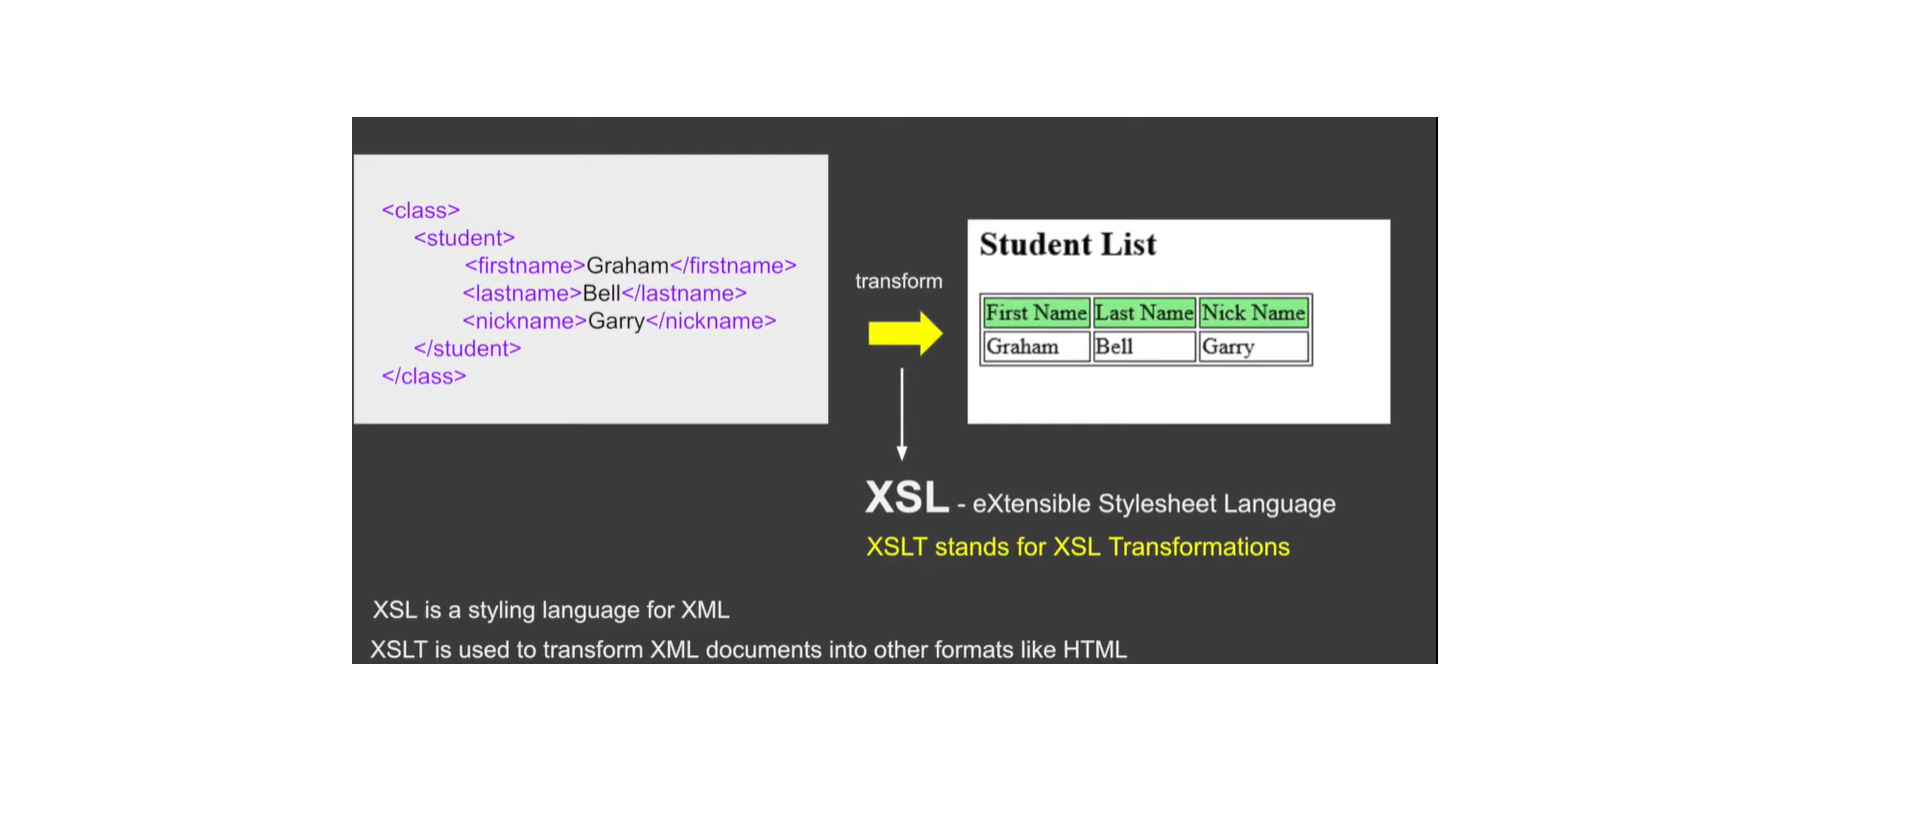 <class>
<student>
<firstname>Graham</firstname>
<lastname>Bell</lastname>
<nickname>Garry</nickname>
</student>
</class>
transform
Student List
First Name Last Name Nick Name
Graham Bell Garry
XSL - eXtensible Stylesheet Language
XSLT stands for XSL Transformations
XSL is a styling language for XML
XSLT is used to transform XML documents into other formats like HTML